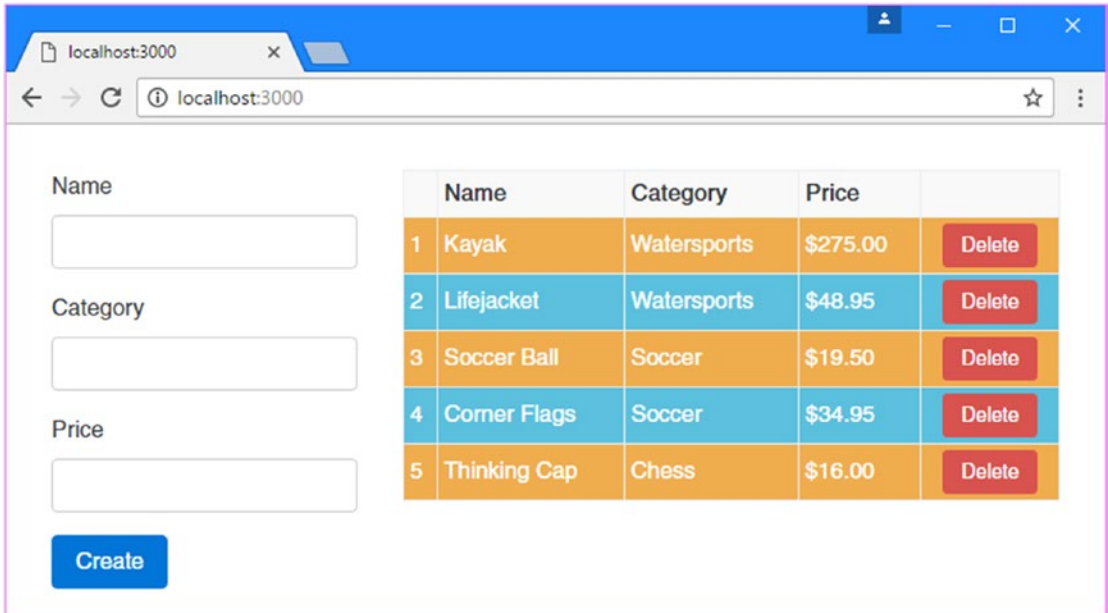 localhost:3000
localhost:3000
Name
Category
Price
Create
Name Category Price
1 Kayak Watersports $275.00 Delete
2 Lifejacket Watersports $48.95 Delete
3 Soccer Ball Soccer $19.50 Delete
4 Corner Flags Soccer $34.95 Delete
5 Thinking Cap Chess $16.00 Delete